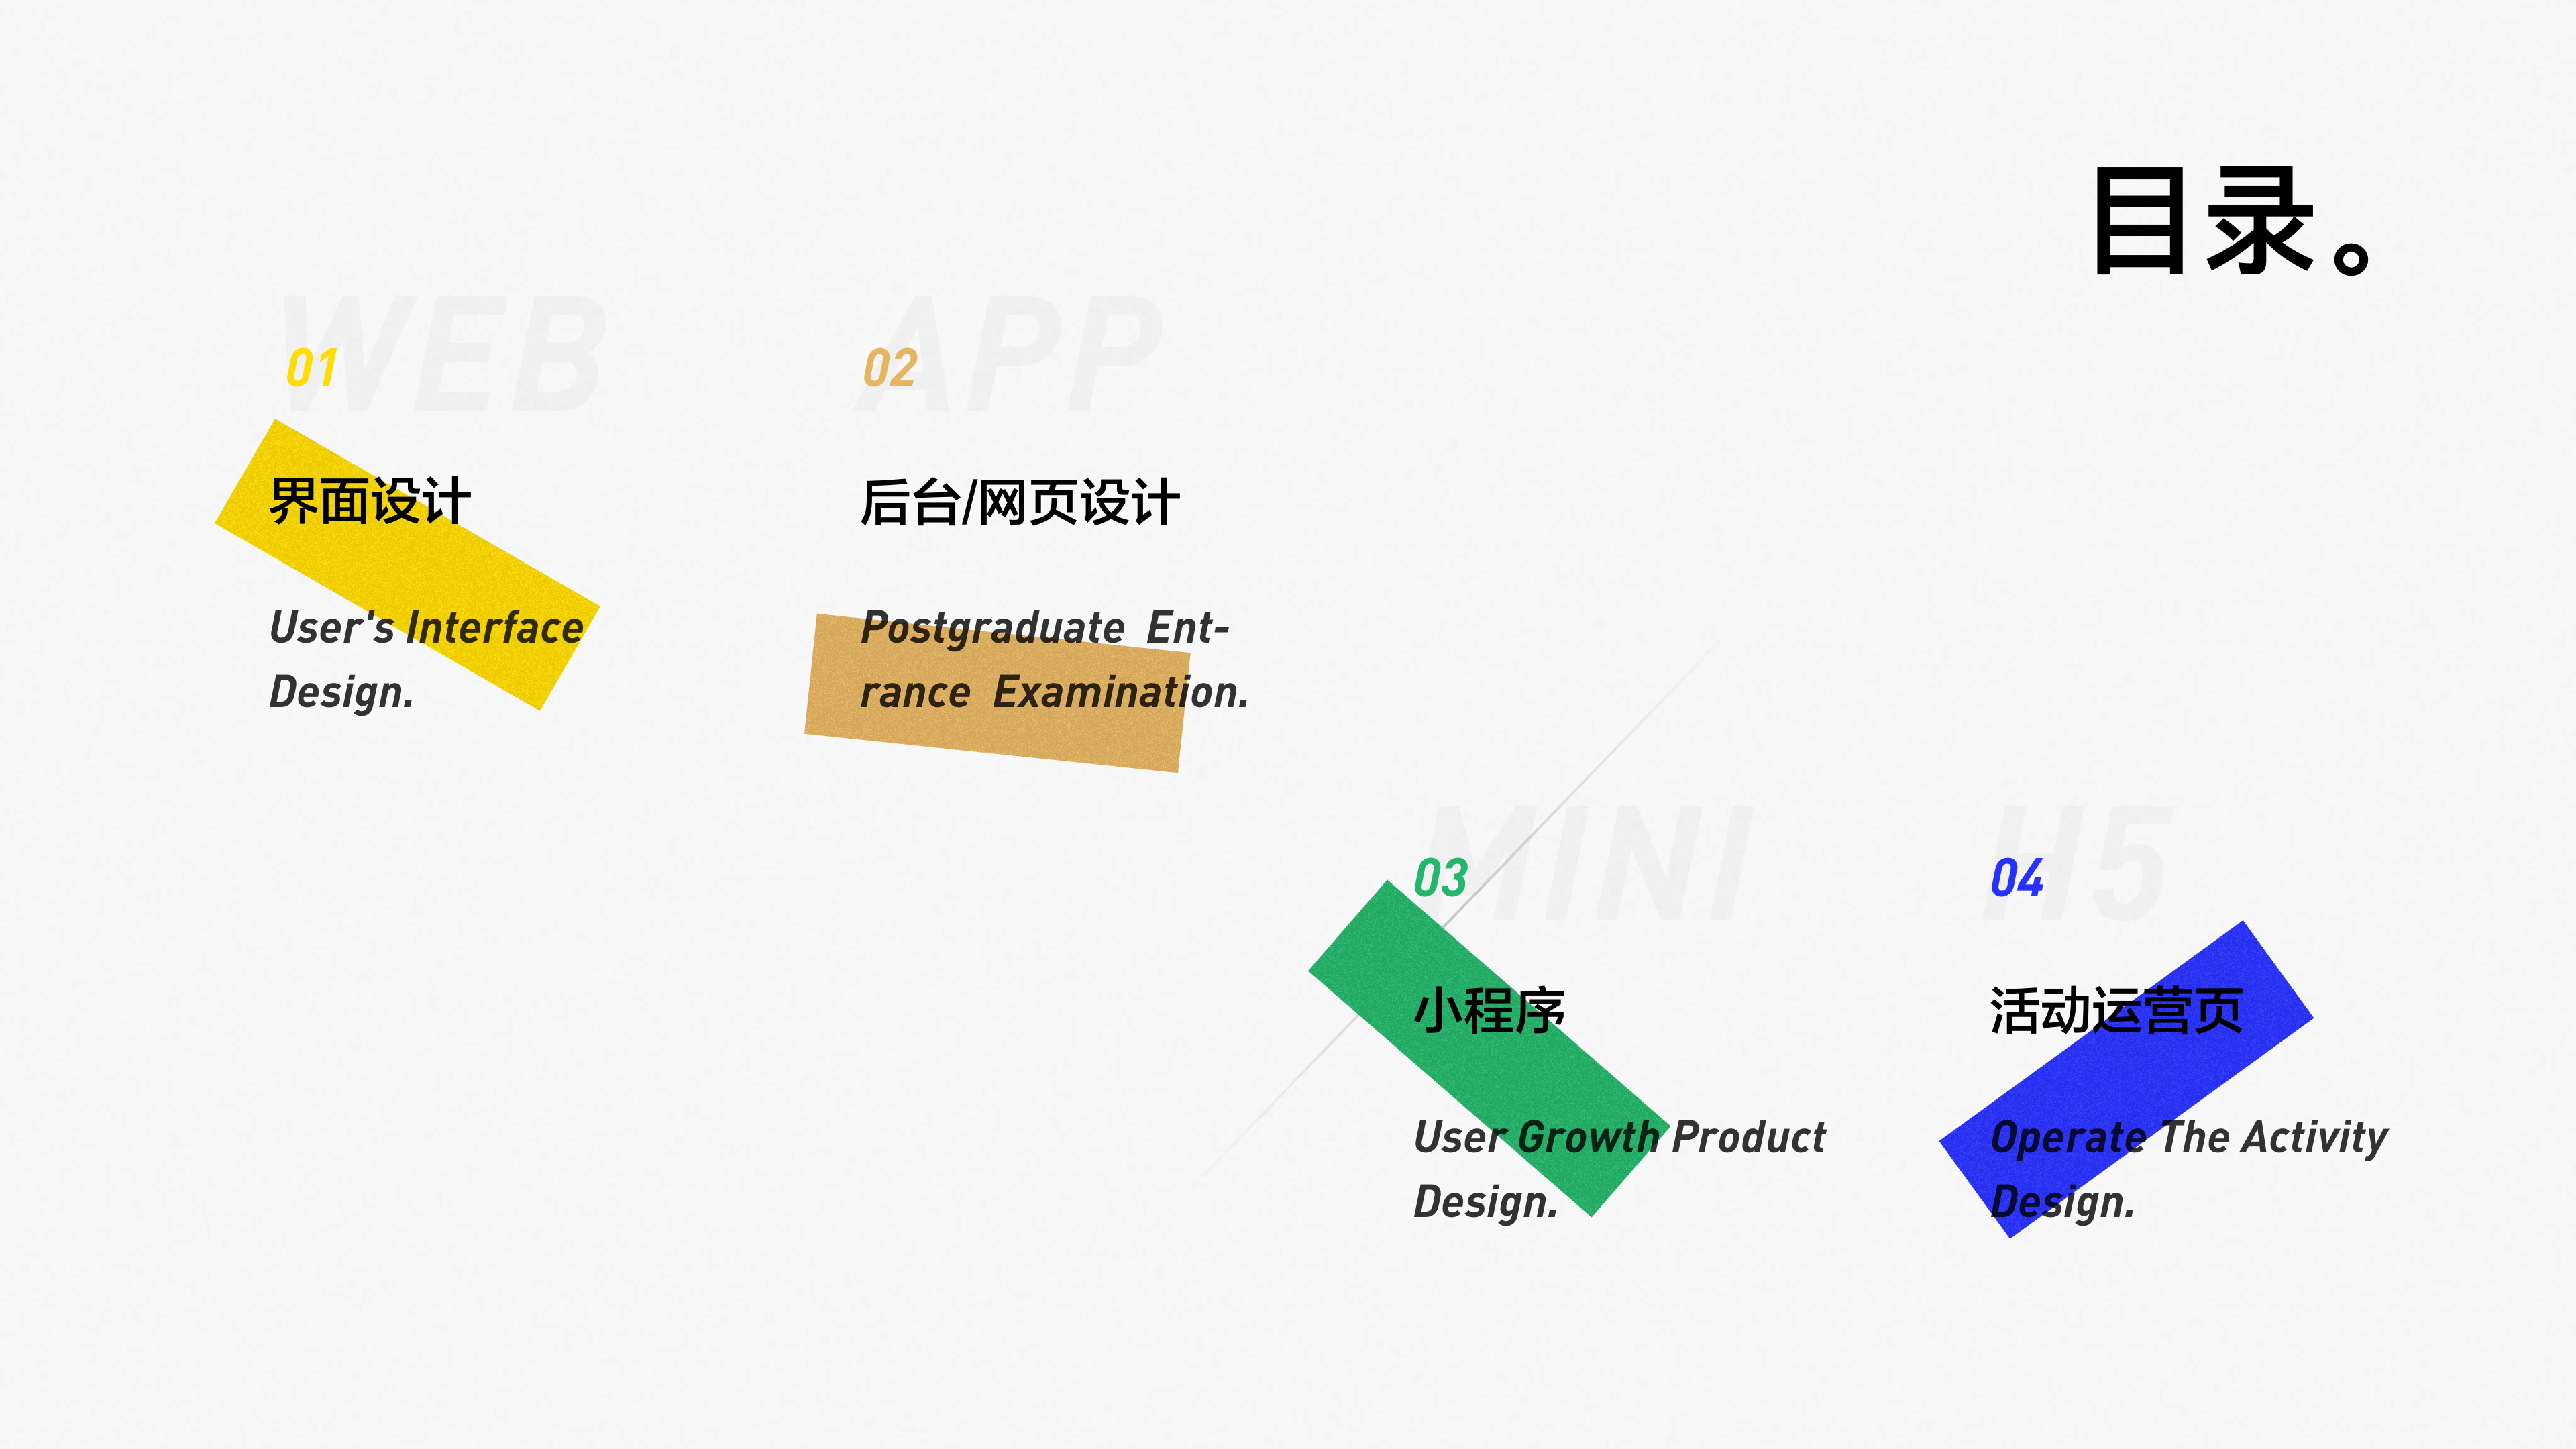 目录。
WEB
01
界面设计
User's Interface
Design.
APP
02
后台/网页设计
Postgraduate Ent-
rance Examination.
MINI
03
小程序
User Growth Product
Design.
H5
04
活动运营页
Operate The Activity
Design.